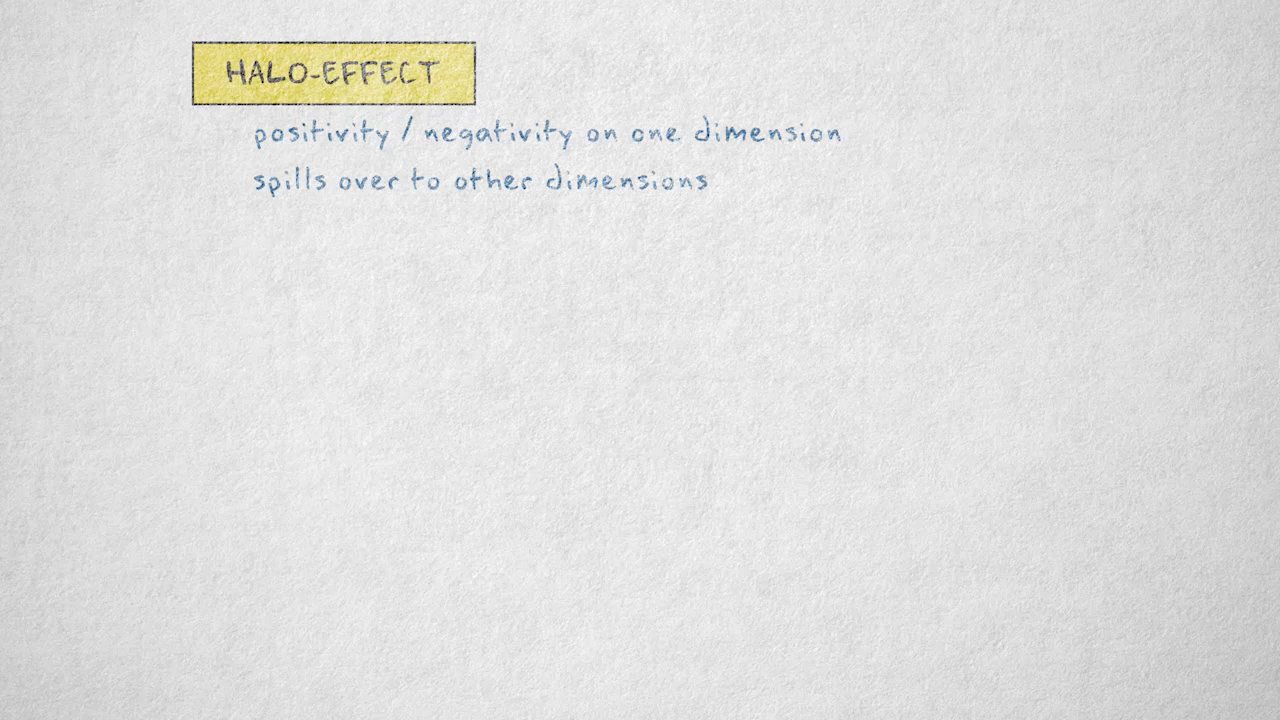 HALO-EFFECT
positivity / negativity on one dimension
spills over to other dimensions